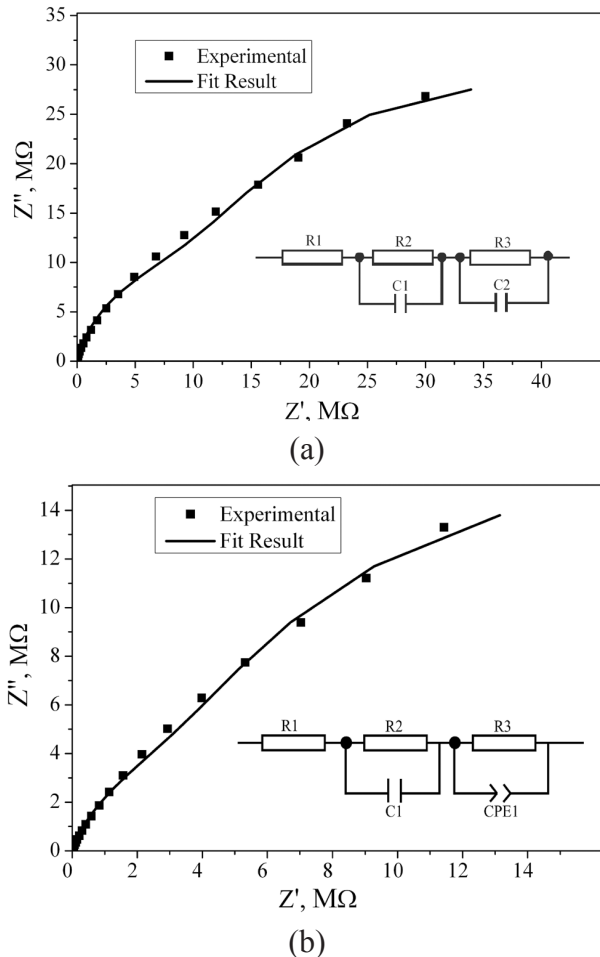 35
30
25
20
15
10
5
0
Z'', MΩ
Experimental
Fit Result
R1 R2 R3
C1 C2
0 5 10 15 20 25 30 35 40
Z', MΩ
(a)
14
12
10
8
6
4
2
0
Z'', MΩ
Experimental
Fit Result
R1 R2 R3
C1 CPE1
0 2 4 6 8 10 12 14
Z', MΩ
(b)